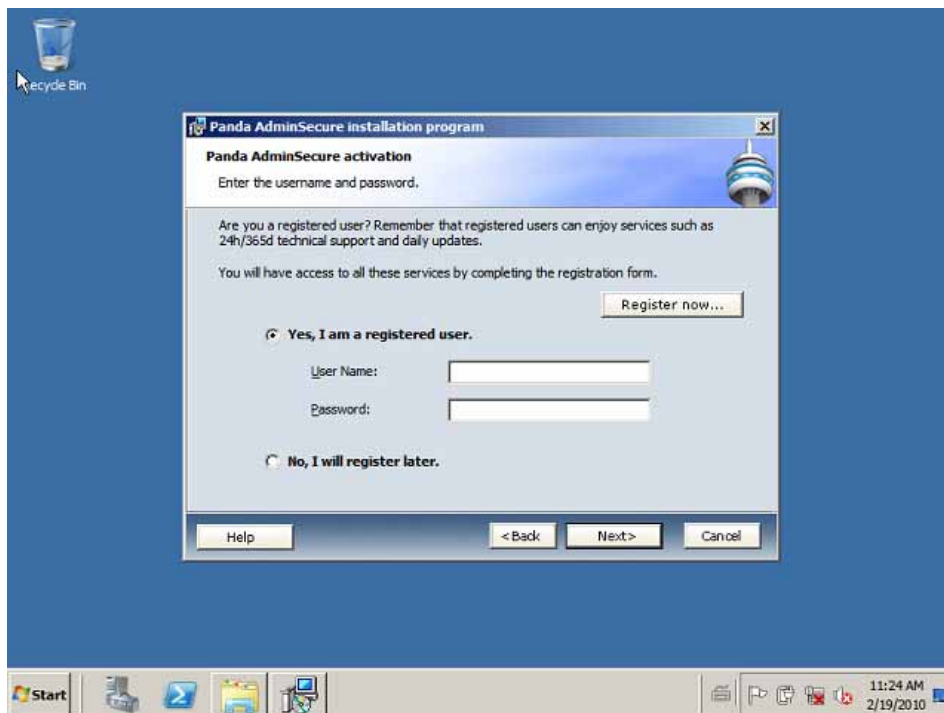 ecycle Bin
Panda AdminSecure installation program
Panda AdminSecure activation
Enter the username and password.
Are you a registered user? Remember that registered users can enjoy services such as
24h/365d technical support and daily updates.
You will have access to all these services by completing the registration form.
Register now...
Yes, I am a registered user.
User Name:
Password:
No, I will register later.
Help
<Back
Next>
Cancel
Start
11:24 AM
2/19/2010